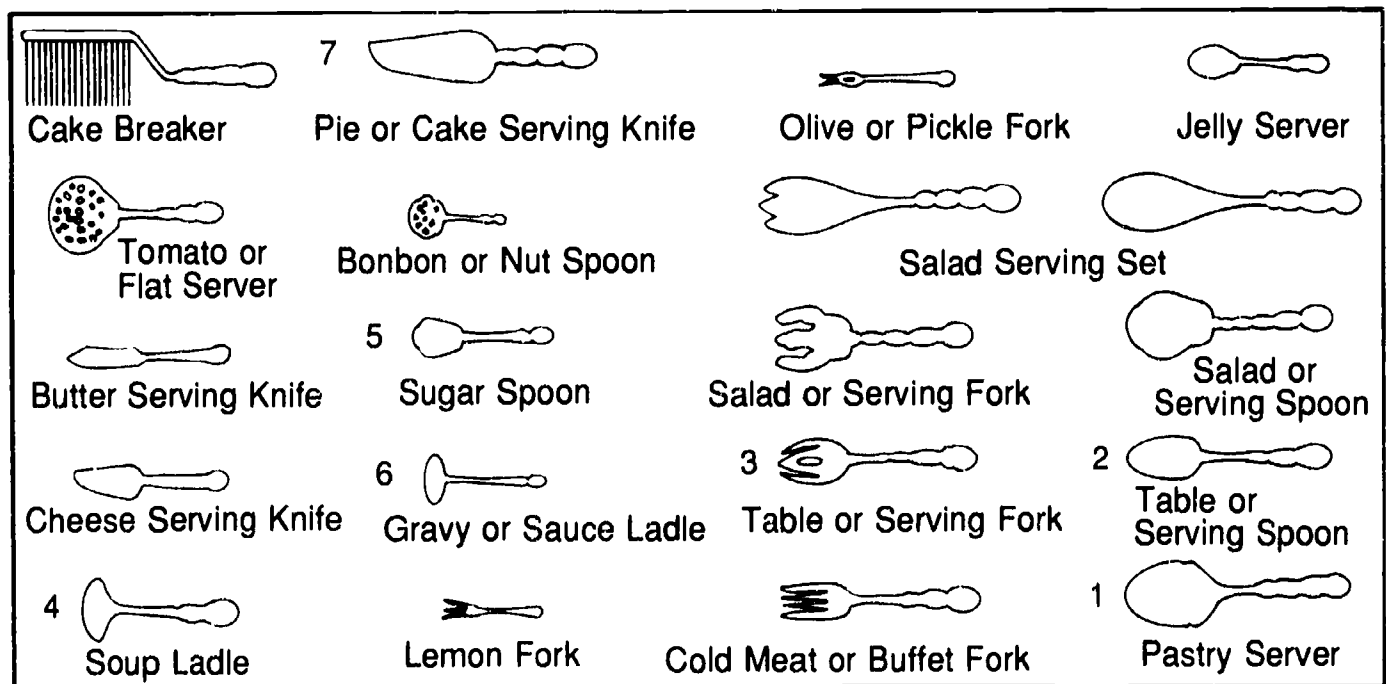 Cake Breaker
7
Pie or Cake Serving Knife
Olive or Pickle Fork
Jelly Server
Tomato or
Flat Server
Bonbon or Nut Spoon
Salad Serving Set
Butter Serving Knife
5
Sugar Spoon
Salad or Serving Fork
Salad or
Serving Spoon
Cheese Serving Knife
6
Gravy or Sauce Ladle
3
Table or Serving Fork
2
Table or
Serving Spoon
4
Soup Ladle
Lemon Fork
Cold Meat or Buffet Fork
1
Pastry Server